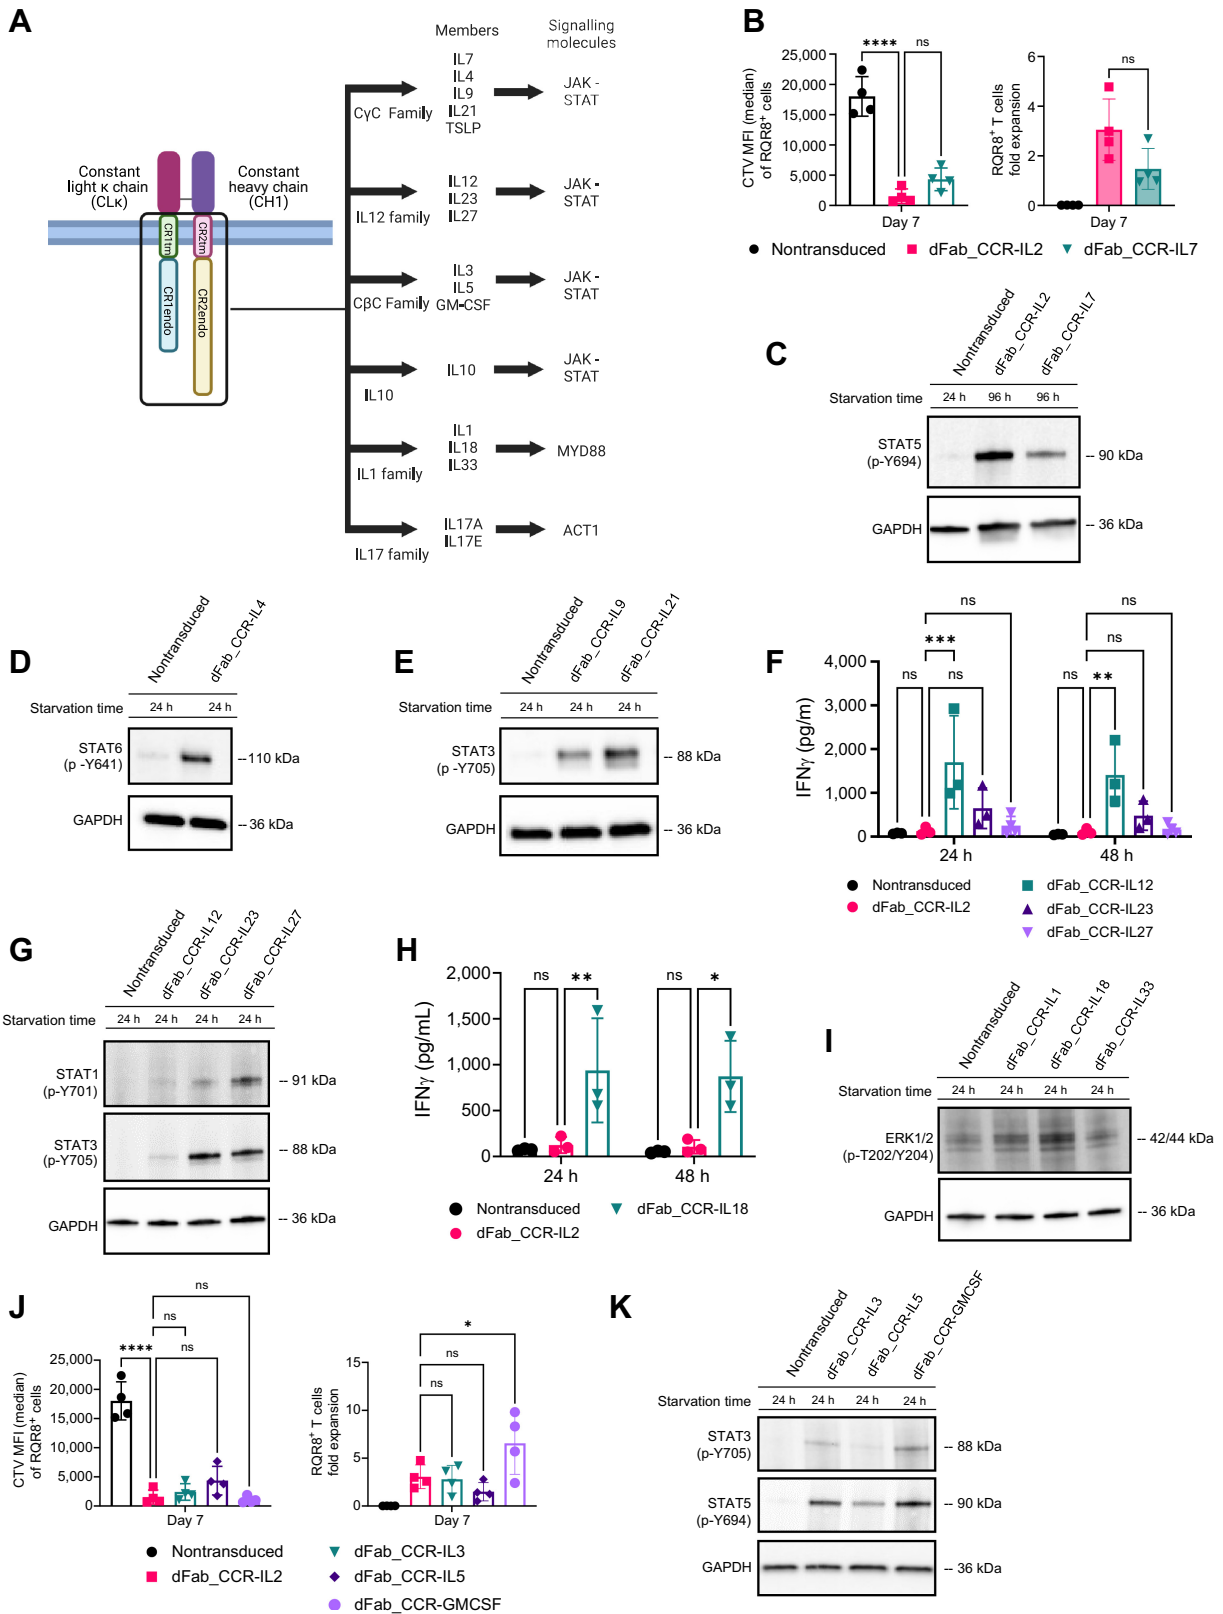 A
Members
Signalling
molecules
Constant
light κ chain
(CLκ)
Constant
heavy chain
(CH1)
CR1tm
CR2tm
CR1endo
CR2endo
CγC Family
IL7
IL4
IL9
IL21
TSLP
JAK -
STAT
IL12 family
IL12
IL23
IL27
JAK -
STAT
CβC Family
IL3
IL5
GM-CSF
JAK -
STAT
IL10
IL10
JAK -
STAT
IL1 family
IL1
IL18
IL33
MYD88
IL17 family
IL17A
IL17E
ACT1
B
CTV MFI (median)
of RQR8⁺ cells
25,000
20,000
15,000
10,000
5,000
0
****
ns
Day 7
RQR8⁺ T cells
fold expansion
6
4
2
0
ns
Day 7
Nontransduced
dFab_CCR-IL2
dFab_CCR-IL7
C
Nontransduced
dFab_CCR-IL2
dFab_CCR-IL7
Starvation time
24 h
96 h
96 h
STAT5
(p-Y694)
-- 90 kDa
GAPDH
-- 36 kDa
D
Nontransduced
dFab_CCR-IL4
Starvation time
24 h
24 h
STAT6
(p -Y641)
--110 kDa
GAPDH
-- 36 kDa
E
Nontransduced
dFab_CCR-IL9
dFab_CCR-IL21
Starvation time
24 h
24 h
24 h
STAT3
(p -Y705)
-- 88 kDa
GAPDH
-- 36 kDa
F
IFNγ (pg/m)
4,000
3,000
2,000
1,000
0
ns
***
ns
ns
24 h
ns
ns
ns
**
48 h
Nontransduced
dFab_CCR-IL2
dFab_CCR-IL12
dFab_CCR-IL23
dFab_CCR-IL27
G
Nontransduced
dFab_CCR-IL12
dFab_CCR-IL23
dFab_CCR-IL27
Starvation time
24 h
24 h
24 h
24 h
STAT1
(p-Y701)
-- 91 kDa
STAT3
(p-Y705)
-- 88 kDa
GAPDH
-- 36 kDa
H
IFNγ (pg/mL)
2,000
1,500
1,000
500
0
ns
**
24 h
ns
*
48 h
Nontransduced
dFab_CCR-IL2
dFab_CCR-IL18
I
Nontransduced
dFab_CCR-IL1
dFab_CCR-IL18
dFab_CCR-IL33
Starvation time
24 h
24 h
24 h
24 h
ERK1/2
(p-T202/Y204)
-- 42/44 kDa
GAPDH
-- 36 kDa
J
CTV MFI (median)
of RQR8⁺ cells
25,000
20,000
15,000
10,000
5,000
0
ns
ns
****
ns
Day 7
RQR8⁺ T cells
fold expansion
15
10
5
0
*
ns
ns
Day 7
Nontransduced
dFab_CCR-IL2
dFab_CCR-IL3
dFab_CCR-IL5
dFab_CCR-GMCSF
K
Nontransduced
dFab_CCR-IL3
dFab_CCR-IL5
dFab_CCR-GMCSF
Starvation time
24 h
24 h
24 h
24 h
STAT3
(p-Y705)
-- 88 kDa
STAT5
(p-Y694)
-- 90 kDa
GAPDH
-- 36 kDa